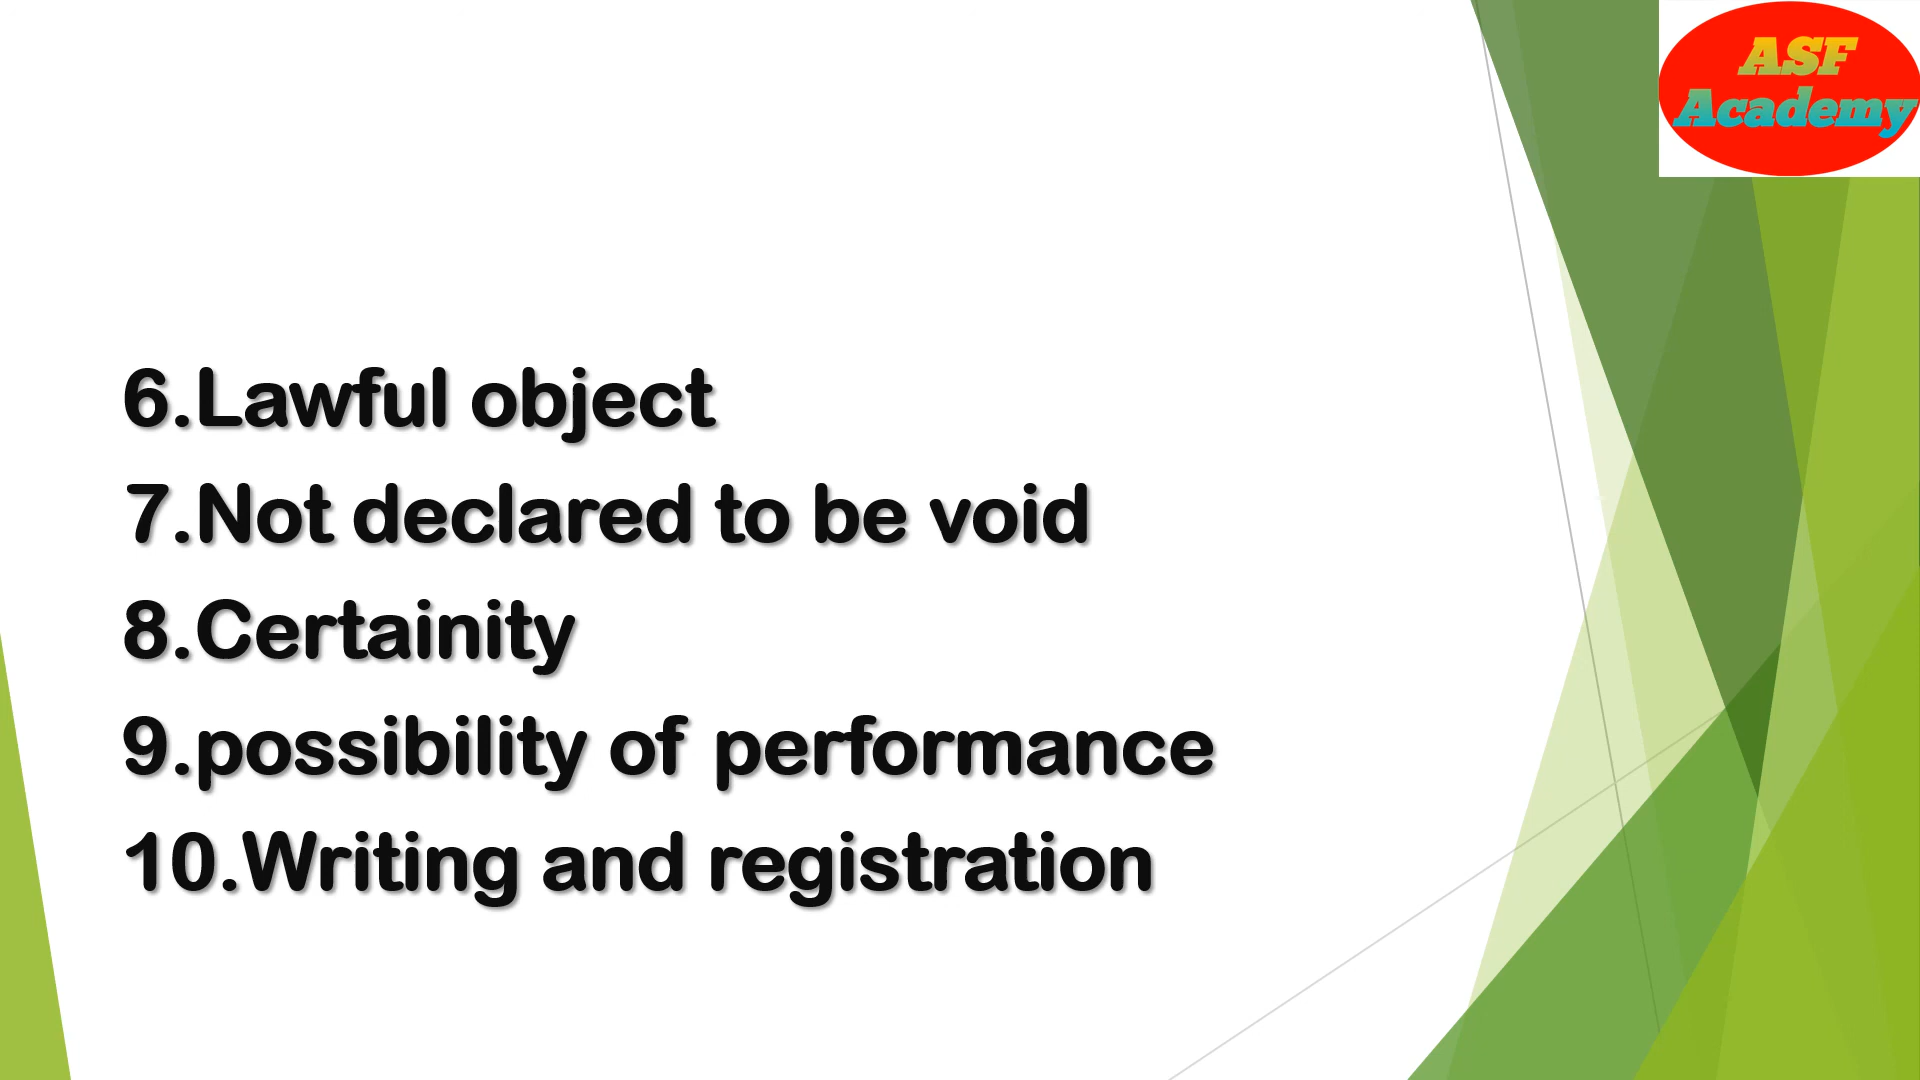 ASF
Academy
6.Lawful object
7.Not declared to be void
8.Certainity
9.possibility of performance
10.Writing and registration